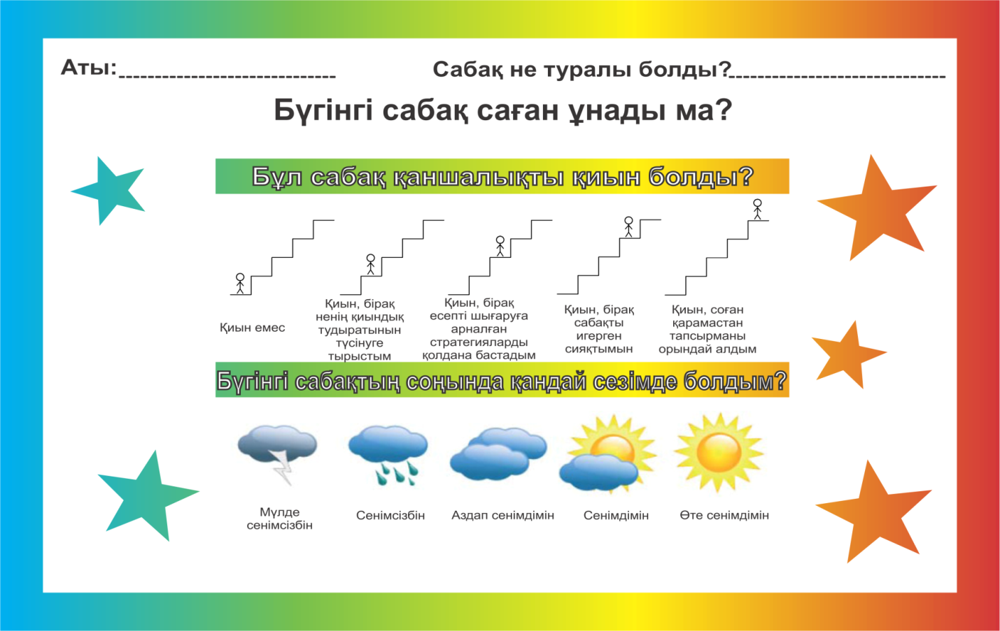 Аты:____________________________ Сабақ не туралы болды?____________________________
Бүгінгі сабақ саған ұнады ма?
Бұл сабақ қаншалықты қиын болды?
Қиын емес
Қиын, бірақ
ненің қиындық
тудыратынын
түсінуге
тырыстым
Қиын, бірақ
есепті шығаруға
арналған
стратегияларды
қолдана бастадым
Қиын, бірақ
сабақты
игерген
сияқтымын
Қиын, соған
қарамастан
тапсырманы
орындай алдым
Бүгінгі сабақтың соңында қандай сезімде болдым?
Мүлде
сенімсізбін
Сенімсізбін
Аздап сенімдімін
Сенімдімін
Өте сенімдімін